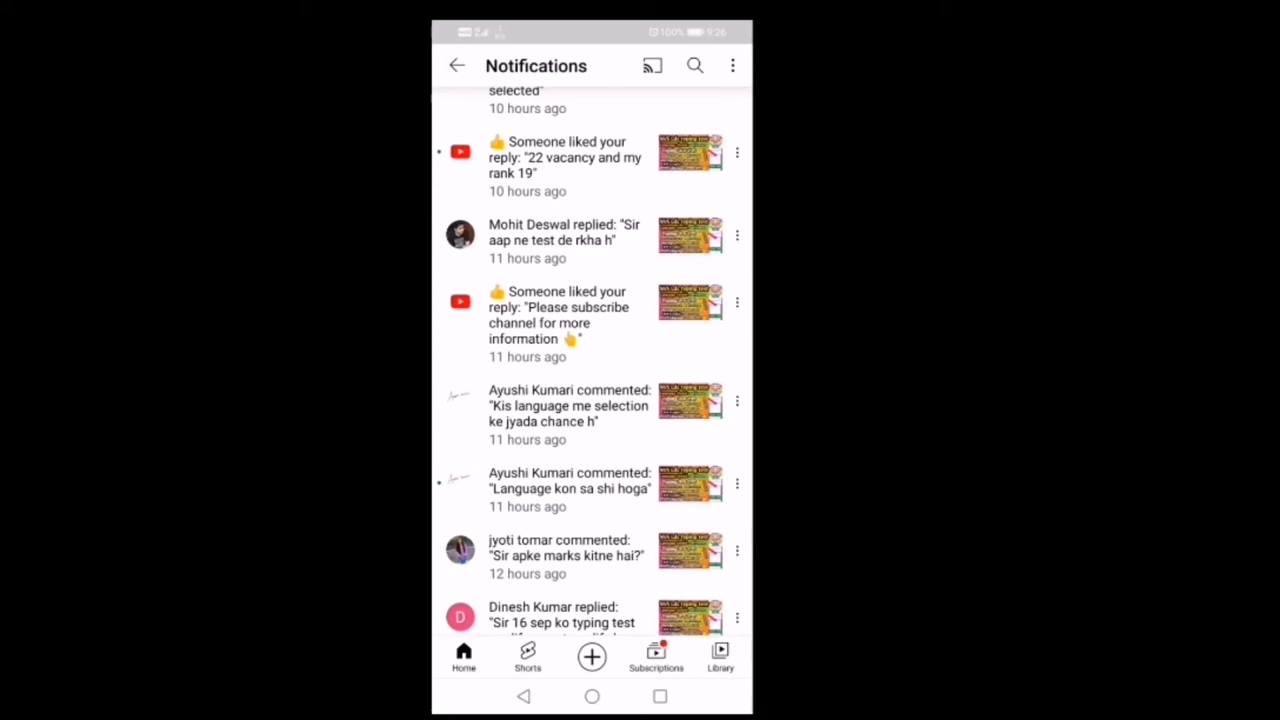 100% 9:26
Notifications
selected"
10 hours ago
👍 Someone liked your
reply: "22 vacancy and my
rank 19"
10 hours ago
Mohit Deswal replied: "Sir
aap ne test de rkha h"
11 hours ago
👍 Someone liked your
reply: "Please subscribe
channel for more
information 👆"
11 hours ago
Ayushi Kumari commented:
"Kis language me selection
ke jyada chance h"
11 hours ago
Ayushi Kumari commented:
"Language kon sa shi hoga"
11 hours ago
jyoti tomar commented:
"Sir apke marks kitne hai?"
12 hours ago
D
Dinesh Kumar replied:
"Sir 16 sep ko typing test
Home
Shorts
Subscriptions
Library